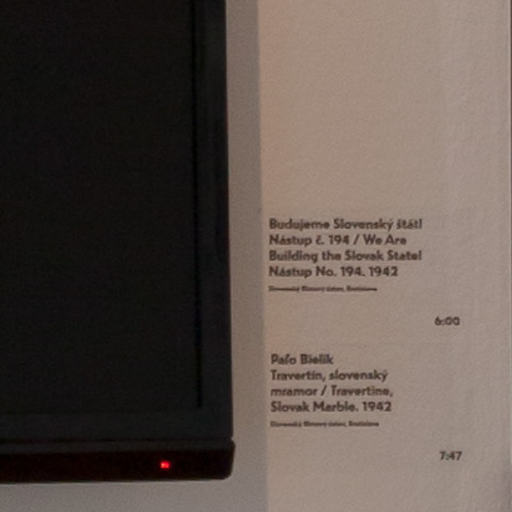 Budujeme Slovenský štát!
Nástup č. 194 / We Are
Building the Slovak State!
Nástup No. 194. 1942
Slovenský filmový ústav, Bratislava
6:00
Paľo Bielik
Travertín, slovenský
mramor / Travertine,
Slovak Marble. 1942
Slovenský filmový ústav, Bratislava
7:47